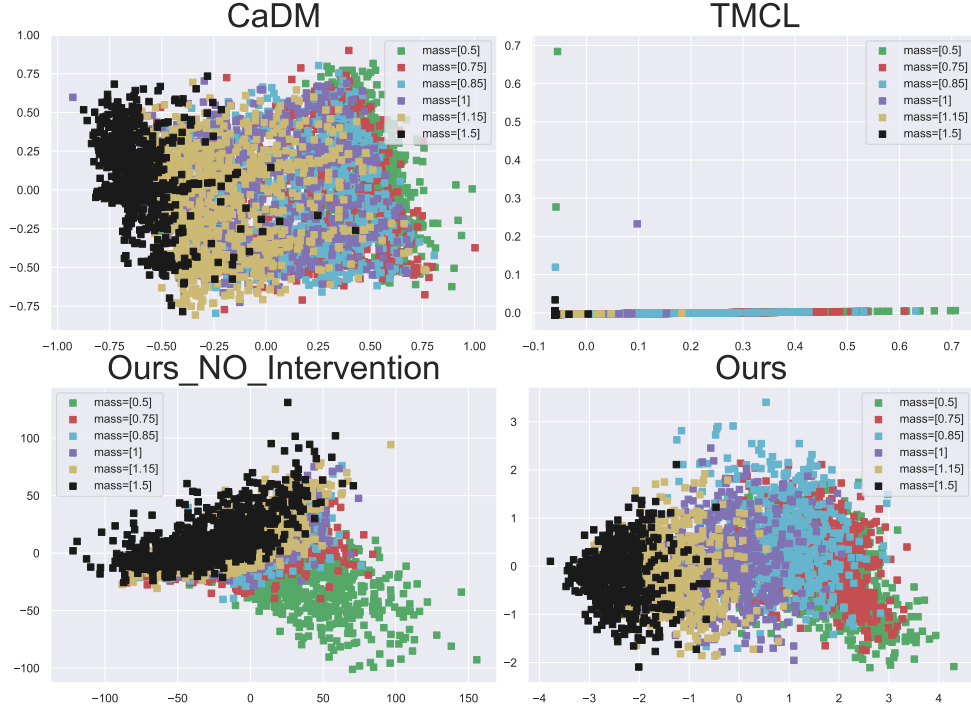 CaDM
TMCL
1.00
0.75
0.50
0.25
0.00
−0.25
−0.50
−0.75
−1.00
−0.75
−0.50
−0.25
0.00
0.25
0.50
0.75
1.00
mass=[0.5]
mass=[0.75]
mass=[0.85]
mass=[1]
mass=[1.15]
mass=[1.5]
0.7
0.6
0.5
0.4
0.3
0.2
0.1
0.0
−0.1
0.0
0.1
0.2
0.3
0.4
0.5
0.6
0.7
mass=[0.5]
mass=[0.75]
mass=[0.85]
mass=[1]
mass=[1.15]
mass=[1.5]
Ours_NO_Intervention
Ours
mass=[0.5]
mass=[0.75]
mass=[0.85]
mass=[1]
mass=[1.15]
mass=[1.5]
100
50
0
−50
−100
−100
−50
0
50
100
150
mass=[0.5]
mass=[0.75]
mass=[0.85]
mass=[1]
mass=[1.15]
mass=[1.5]
3
2
1
0
−1
−2
−4
−3
−2
−1
0
1
2
3
4